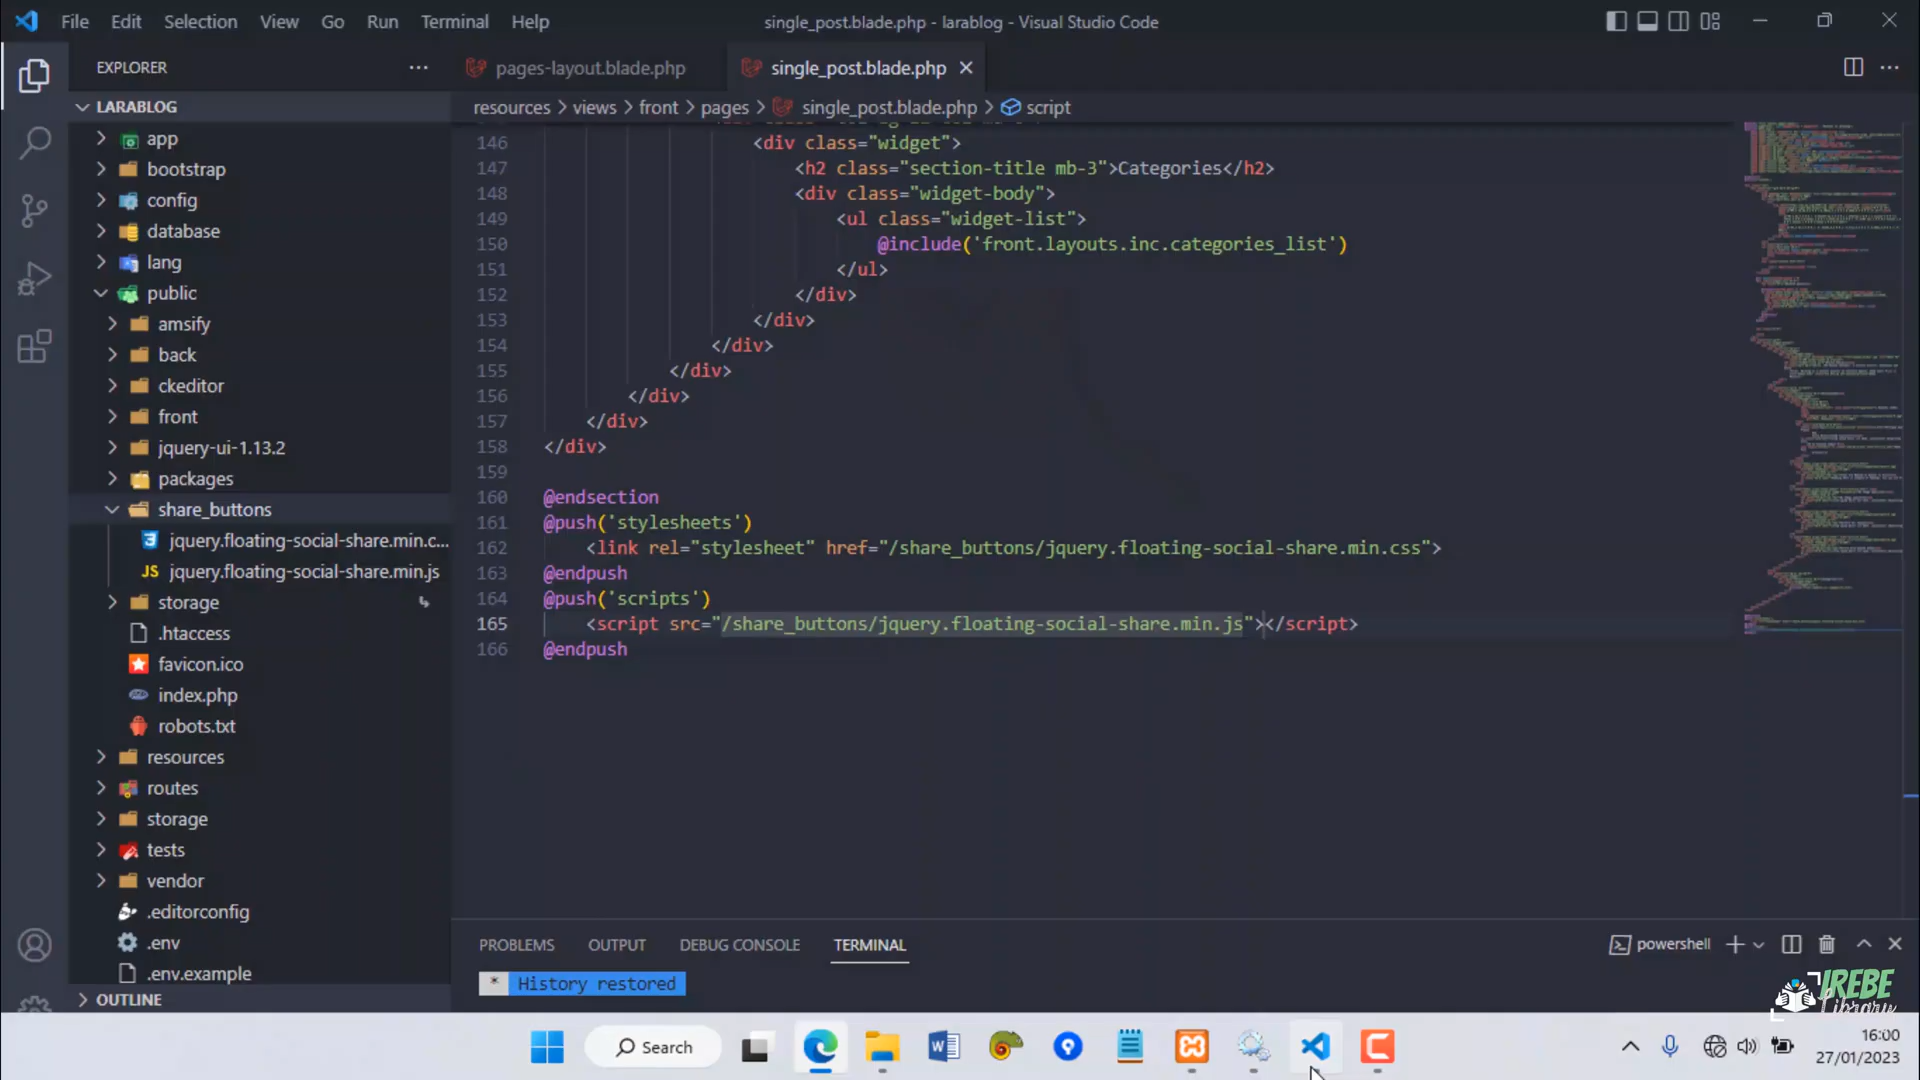 File Edit Selection View Go Run Terminal Help
single_post.blade.php - larablog - Visual Studio Code
EXPLORER
pages-layout.blade.php
single_post.blade.php
LARABLOG
resources > views > front > pages > single_post.blade.php > script
app
bootstrap
config
database
lang
public
amsify
back
ckeditor
front
jquery-ui-1.13.2
packages
share_buttons
jquery.floating-social-share.min.c...
JS jquery.floating-social-share.min.js
storage
.htaccess
favicon.ico
index.php
robots.txt
resources
routes
storage
tests
vendor
.editorconfig
.env
.env.example
OUTLINE
146 <div class="widget">
147 <h2 class="section-title mb-3">Categories</h2>
148 <div class="widget-body">
149 <ul class="widget-list">
150 @include('front.layouts.inc.categories_list')
151 </ul>
152 </div>
153 </div>
154 </div>
155 </div>
156 </div>
157 </div>
158 </div>
159
160 @endsection
161 @push('stylesheets')
162 <link rel="stylesheet" href="/share_buttons/jquery.floating-social-share.min.css">
163 @endpush
164 @push('scripts')
165 <script src="/share_buttons/jquery.floating-social-share.min.js"></script>
166 @endpush
PROBLEMS OUTPUT DEBUG CONSOLE TERMINAL
powershell
* History restored
IREBE
Library
Search
16:00
27/01/2023